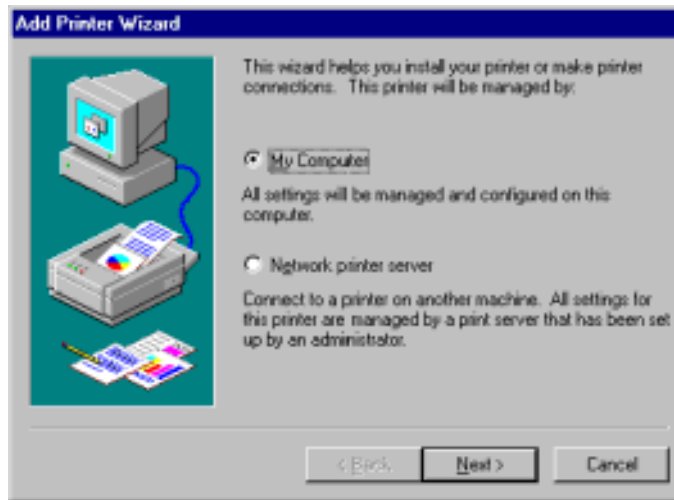 Add Printer Wizard
This wizard helps you install your printer or make printer
connections. This printer will be managed by:
My Computer
All settings will be managed and configured on this
computer.
Network printer server
Connect to a printer on another machine. All settings for
this printer are managed by a print server that has been set
up by an administrator.
< Back
Next >
Cancel